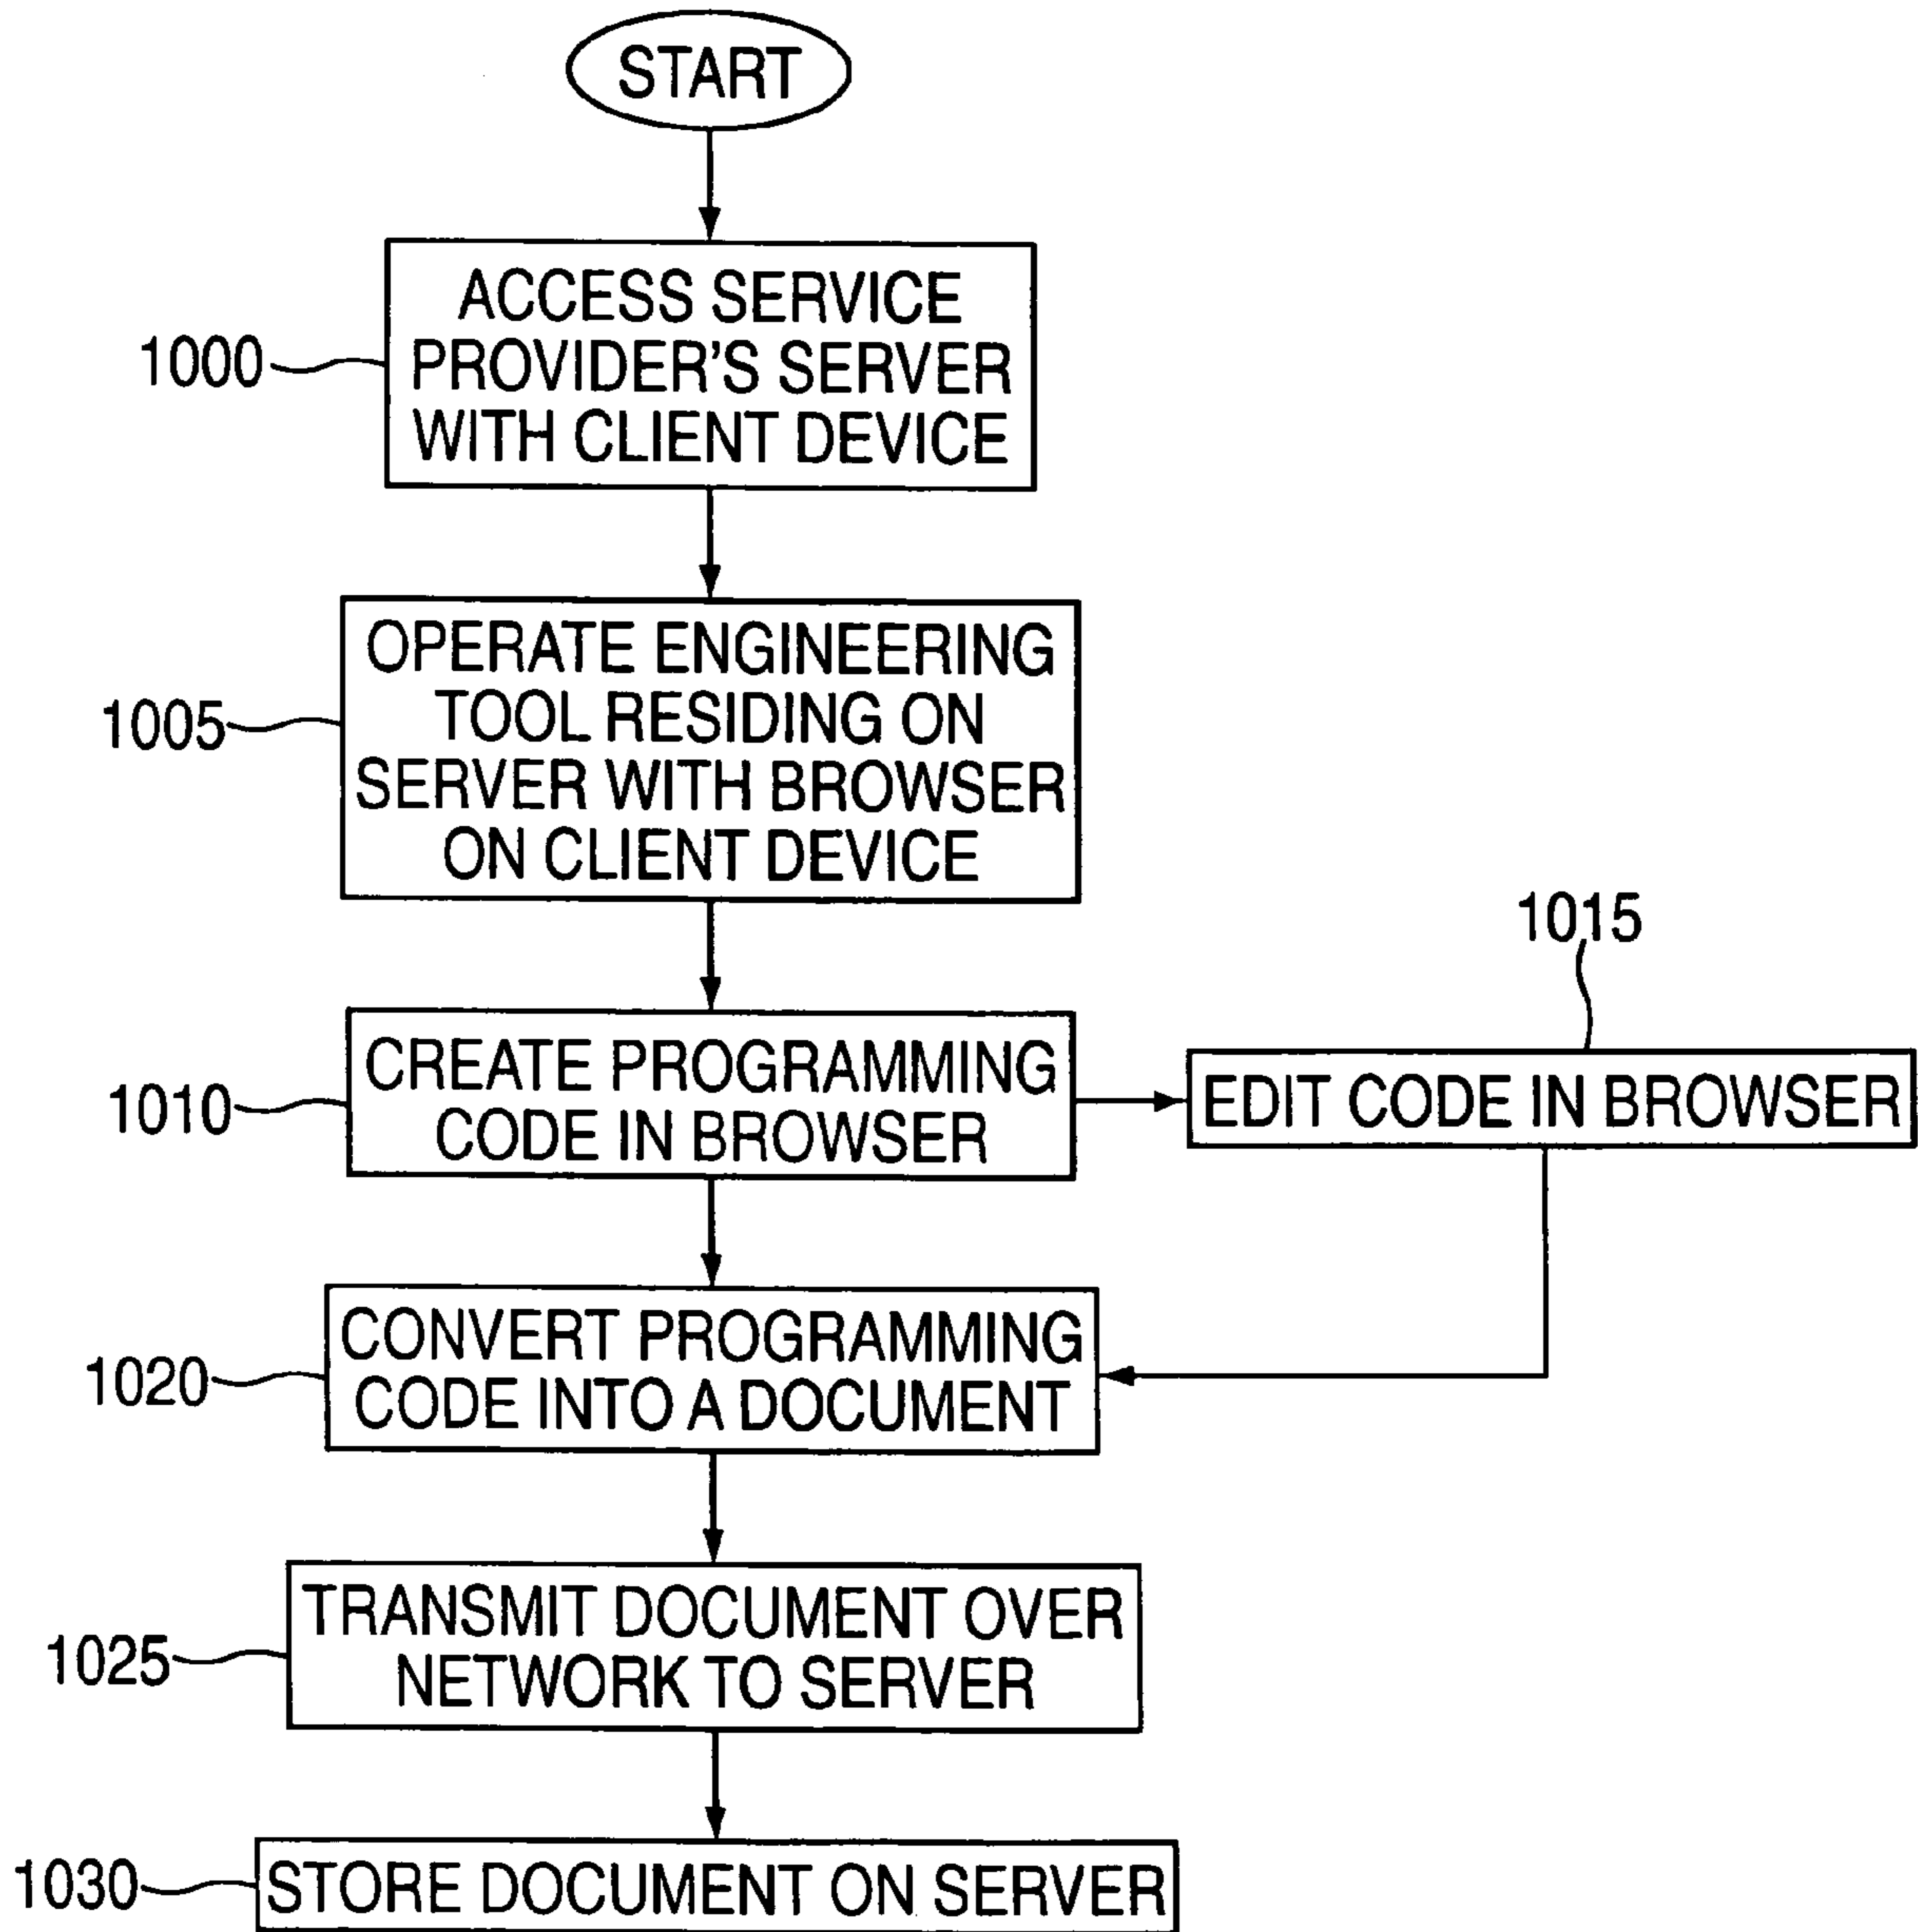 START
1000
ACCESS SERVICE
PROVIDER'S SERVER
WITH CLIENT DEVICE
1005
OPERATE ENGINEERING
TOOL RESIDING ON
SERVER WITH BROWSER
ON CLIENT DEVICE
1010
CREATE PROGRAMMING
CODE IN BROWSER
1015
EDIT CODE IN BROWSER
1020
CONVERT PROGRAMMING
CODE INTO A DOCUMENT
1025
TRANSMIT DOCUMENT OVER
NETWORK TO SERVER
1030
STORE DOCUMENT ON SERVER